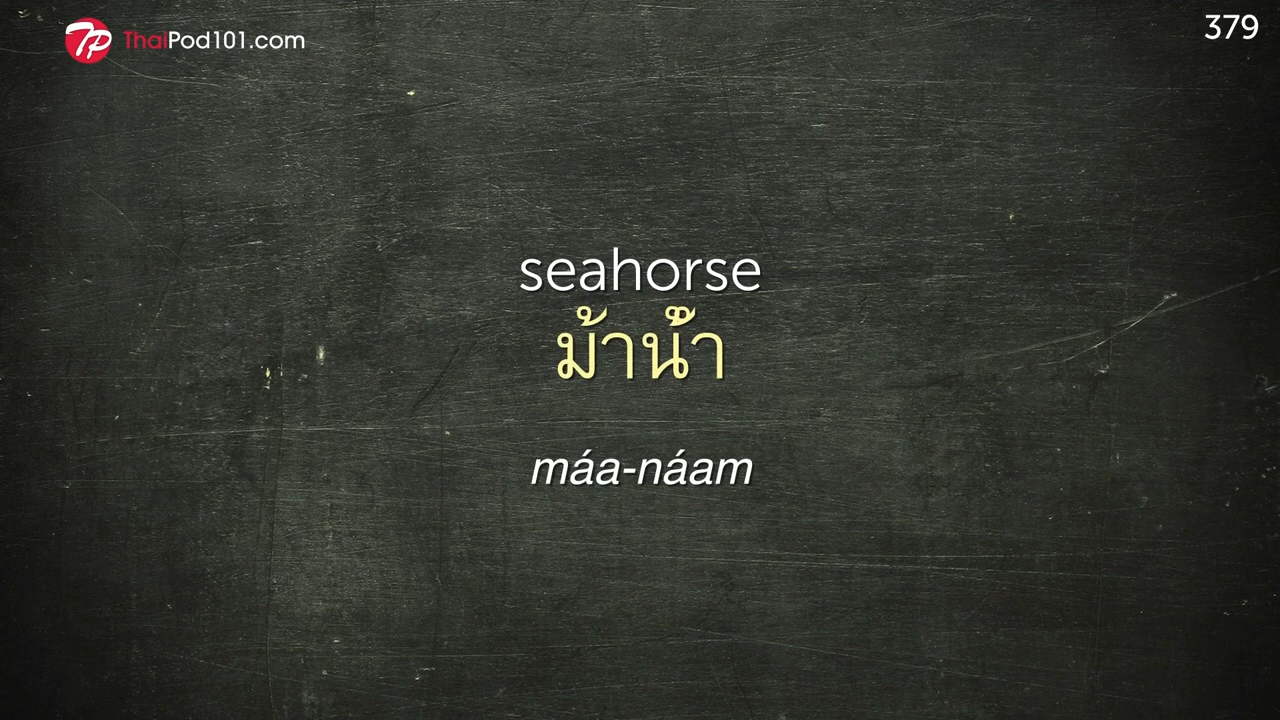 ThaiPod101.com
379
seahorse
ม้าน้ำ
máa-náam